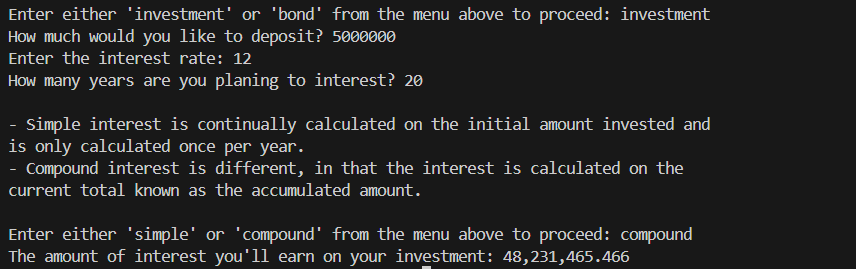 Enter either 'investment' or 'bond' from the menu above to proceed: investment
How much would you like to deposit? 5000000
Enter the interest rate: 12
How many years are you planing to interest? 20
- Simple interest is continually calculated on the initial amount invested and
is only calculated once per year.
- Compound interest is different, in that the interest is calculated on the
current total known as the accumulated amount.
Enter either 'simple' or 'compound' from the menu above to proceed: compound
The amount of interest you'll earn on your investment: 48,231,465.466